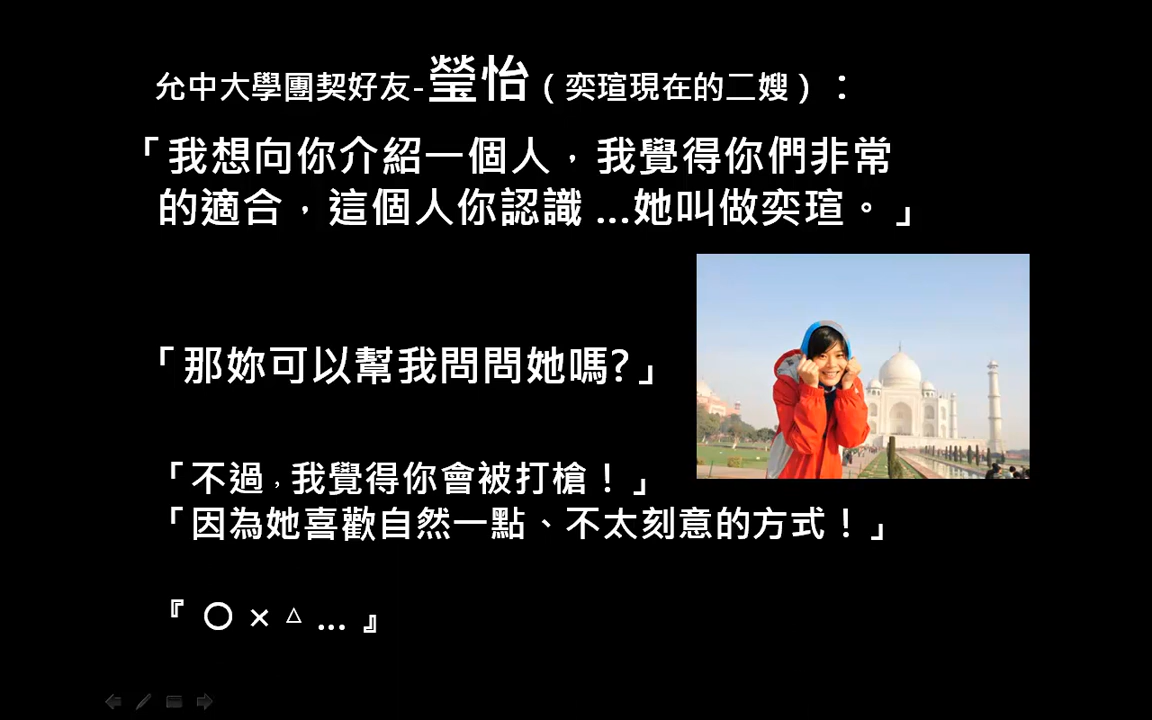 允中大學團契好友-瑩怡（奕瑄現在的二嫂）：
「我想向你介紹一個人，我覺得你們非常
的適合，這個人你認識 ...她叫做奕瑄。」
「那妳可以幫我問問她嗎?」
「不過，我覺得你會被打槍！」
「因為她喜歡自然一點、不太刻意的方式！」
『 〇 × △ ... 』